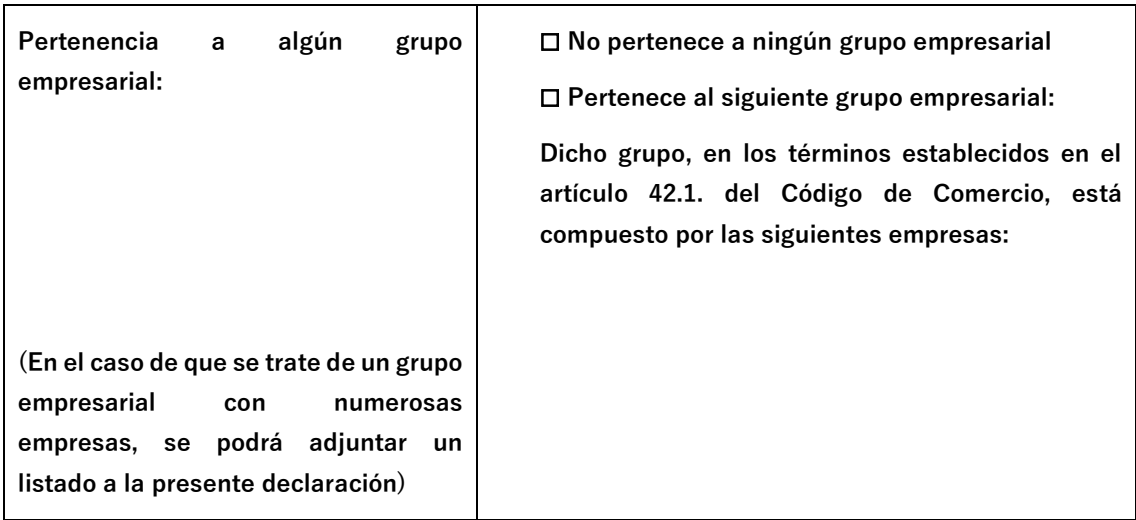 Pertenencia a algún grupo
empresarial:
(En el caso de que se trate de un grupo
empresarial con numerosas
empresas, se podrá adjuntar un
listado a la presente declaración)
☐ No pertenece a ningún grupo empresarial
☐ Pertenece al siguiente grupo empresarial:
Dicho grupo, en los términos establecidos en el
artículo 42.1. del Código de Comercio, está
compuesto por las siguientes empresas: